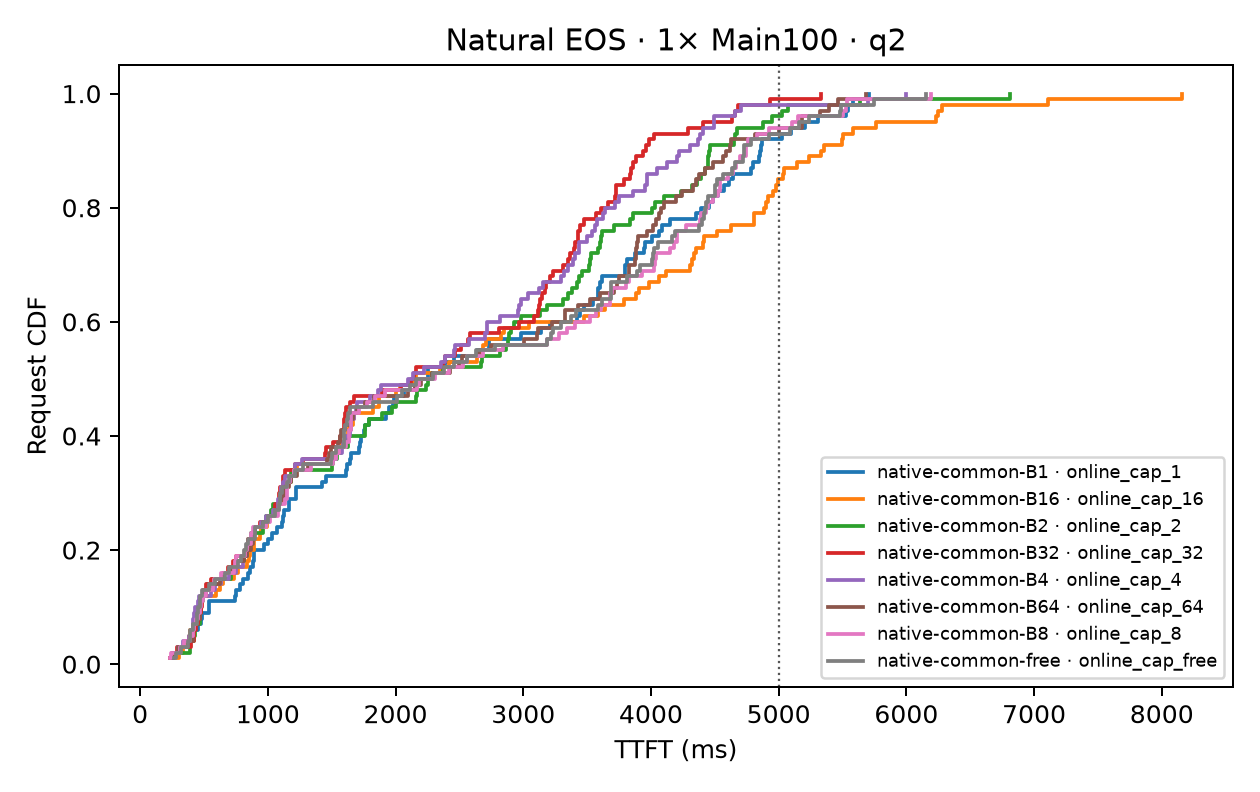 Natural EOS · 1× Main100 · q2
1.0
0.8
0.6
0.4
0.2
0.0
Request CDF
0 1000 2000 3000 4000 5000 6000 7000 8000
TTFT (ms)
native-common-B1 · online_cap_1
native-common-B16 · online_cap_16
native-common-B2 · online_cap_2
native-common-B32 · online_cap_32
native-common-B4 · online_cap_4
native-common-B64 · online_cap_64
native-common-B8 · online_cap_8
native-common-free · online_cap_free